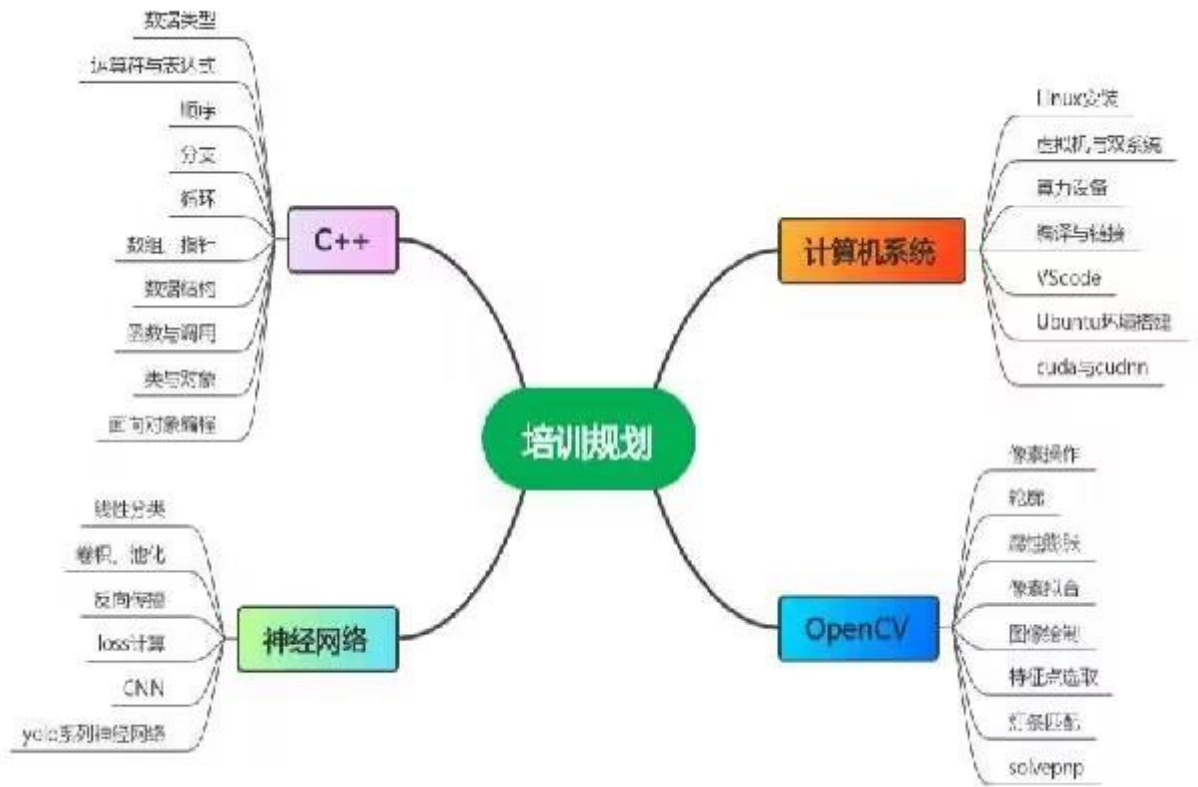 培训规划
C++
数据类型
运算符与表达式
顺序
分支
循环
数组、指针
数据结构
函数与调用
类与对象
面向对象编程
计算机系统
Linux安装
虚拟机与双系统
算力设备
编译与链接
VScode
Ubuntu环境搭建
cuda与cudnn
神经网络
线性分类
卷积、池化
反向传播
loss计算
CNN
yolo系列神经网络
OpenCV
像素操作
轮廓
腐蚀膨胀
像素拟合
图像绘制
特征点选取
灯条匹配
solvepnp